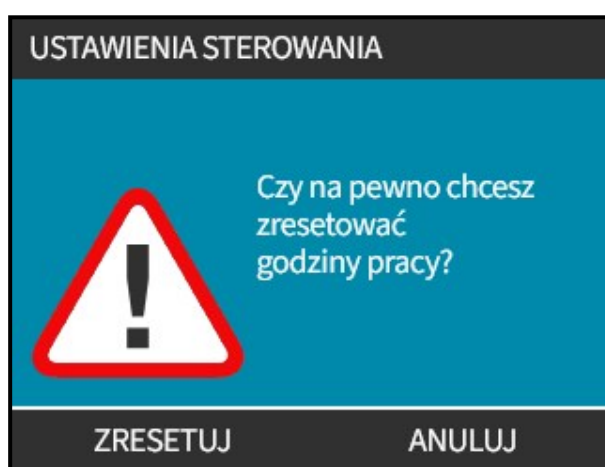 USTAWIENIA STEROWANIA
Czy na pewno chcesz
zresetować
godziny pracy?
!
ZRESETUJ ANULUJ